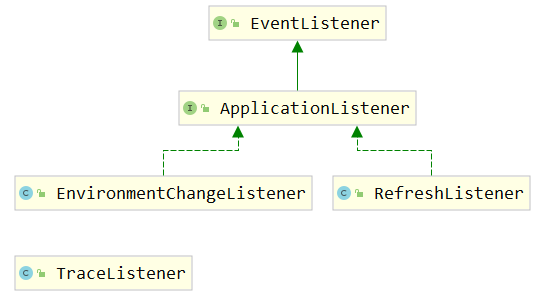 I EventListener
I ApplicationListener
C EnvironmentChangeListener
C RefreshListener
C TraceListener